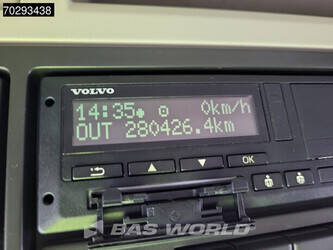 70293438
VOLVO
14:35 0km/h
OUT 280426.4km
OK
BAS WORLD